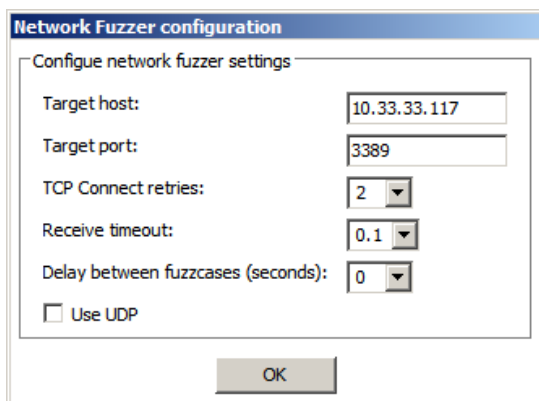 Network Fuzzer configuration
Configue network fuzzer settings
Target host: 10.33.33.117
Target port: 3389
TCP Connect retries: 2
Receive timeout: 0.1
Delay between fuzzcases (seconds): 0
Use UDP
OK